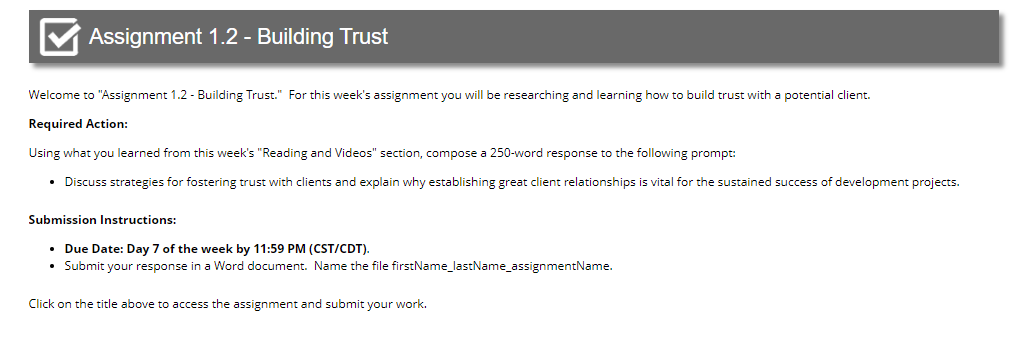 Assignment 1.2 - Building Trust
Welcome to "Assignment 1.2 - Building Trust."  For this week's assignment you will be researching and learning how to build trust with a potential client.
Required Action:
Using what you learned from this week's "Reading and Videos" section, compose a 250-word response to the following prompt:
• Discuss strategies for fostering trust with clients and explain why establishing great client relationships is vital for the sustained success of development projects.
Submission Instructions:
• Due Date: Day 7 of the week by 11:59 PM (CST/CDT).
• Submit your response in a Word document.  Name the file firstName_lastName_assignmentName.
Click on the title above to access the assignment and submit your work.